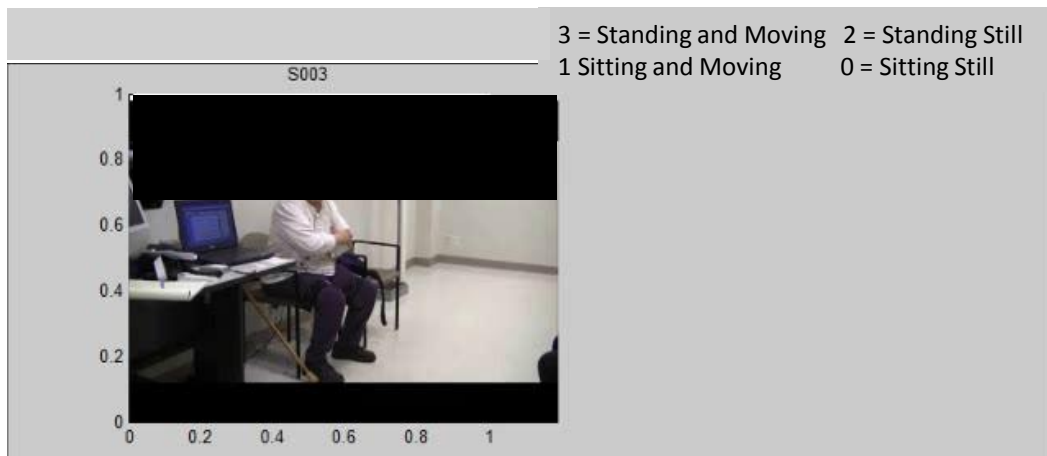 3 = Standing and Moving 2 = Standing Still
1 Sitting and Moving 0 = Sitting Still
S003
1
0.8
0.6
0.4
0.2
0
0 0.2 0.4 0.6 0.8 1